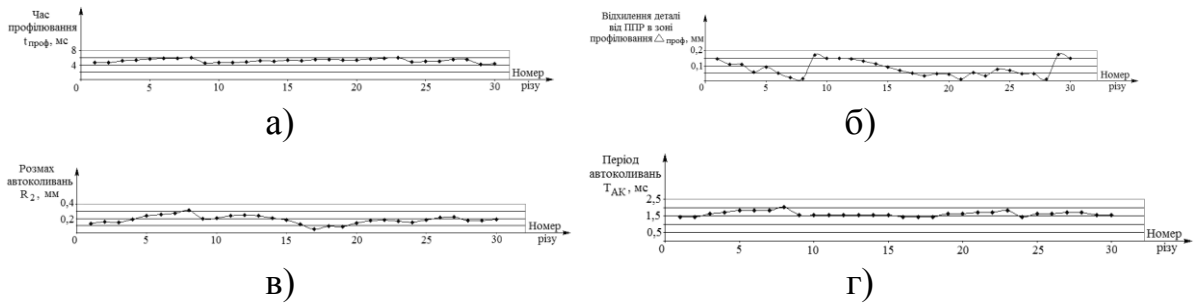 Час
профілювання
tпроф, мс
8
4
0
5
10
15
20
25
30
Номер
різу
а)
Відхилення деталі
від ППР в зоні
профілювання △проф, мм
0,2
0,1
0
5
10
15
20
25
30
Номер
різу
б)
Розмах
автоколивань
R2, мм
0,4
0,2
0
5
10
15
20
25
30
Номер
різу
в)
Період
автоколивань
TАК, мс
2,5
1,5
0,5
0
5
10
15
20
25
30
Номер
різу
г)